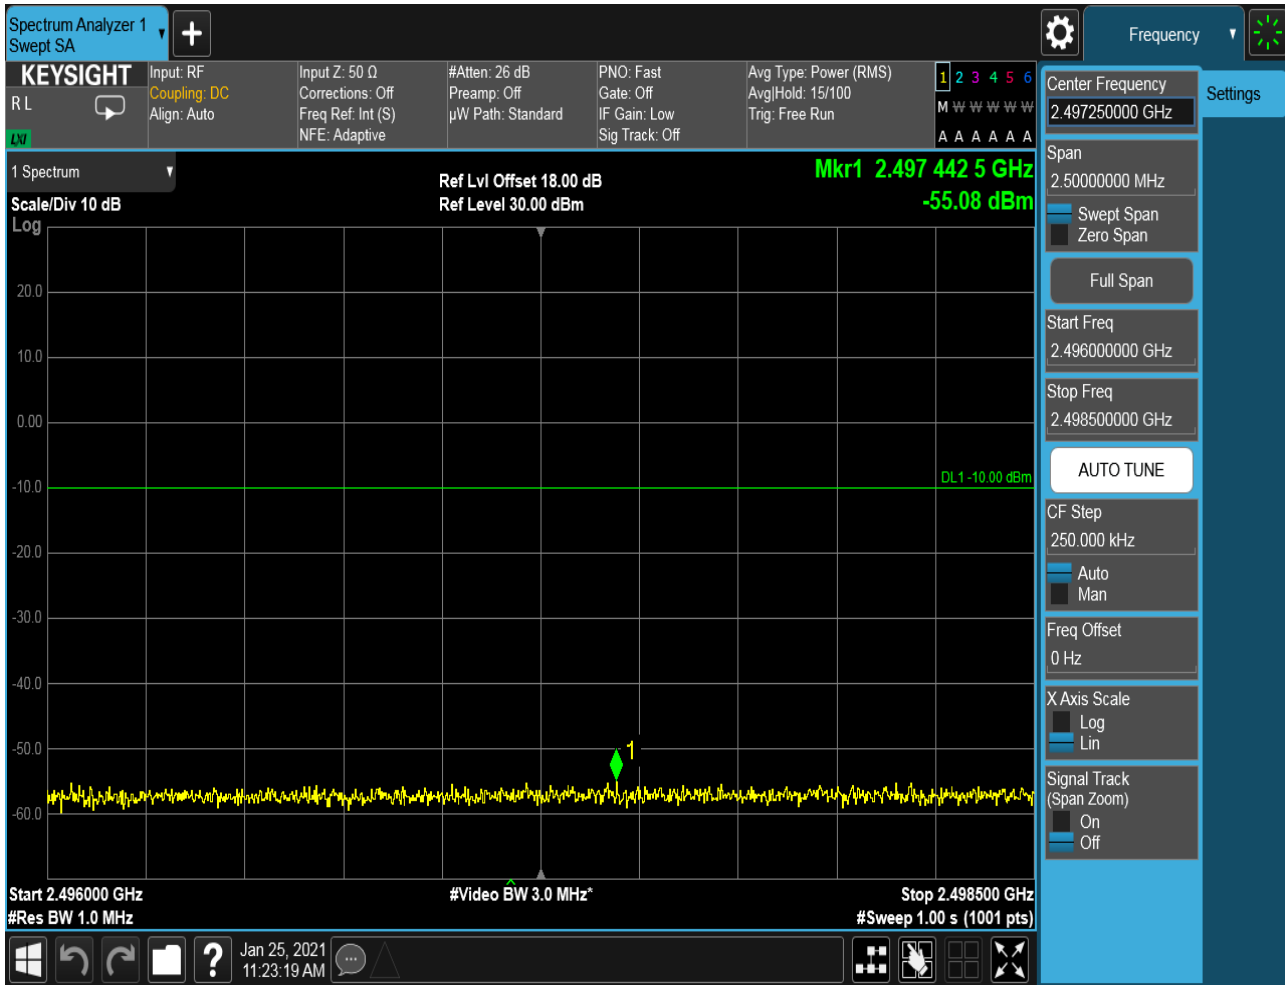 Spectrum Analyzer 1
Swept SA
Frequency
KEYSIGHT
R L
LXI
Input: RF
Coupling: DC
Align: Auto
Input Z: 50 Ω
Corrections: Off
Freq Ref: Int (S)
NFE: Adaptive
#Atten: 26 dB
Preamp: Off
µW Path: Standard
PNO: Fast
Gate: Off
IF Gain: Low
Sig Track: Off
Avg Type: Power (RMS)
Avg|Hold: 15/100
Trig: Free Run
1 2 3 4 5 6
M W W W W W
A A A A A A
Center Frequency
2.497250000 GHz
Settings
Span
2.50000000 MHz
Swept Span
Zero Span
Full Span
Start Freq
2.496000000 GHz
Stop Freq
2.498500000 GHz
AUTO TUNE
CF Step
250.000 kHz
Auto
Man
Freq Offset
0 Hz
X Axis Scale
Log
Lin
Signal Track
(Span Zoom)
On
Off
1 Spectrum
Scale/Div 10 dB
Log
Ref Lvl Offset 18.00 dB
Ref Level 30.00 dBm
Mkr1 2.497 442 5 GHz
-55.08 dBm
20.0
10.0
0.00
-10.0
DL1 -10.00 dBm
-20.0
-30.0
-40.0
-50.0
1
-60.0
Start 2.496000 GHz
#Video BW 3.0 MHz*
Stop 2.498500 GHz
#Res BW 1.0 MHz
#Sweep 1.00 s (1001 pts)
?
Jan 25, 2021
11:23:19 AM